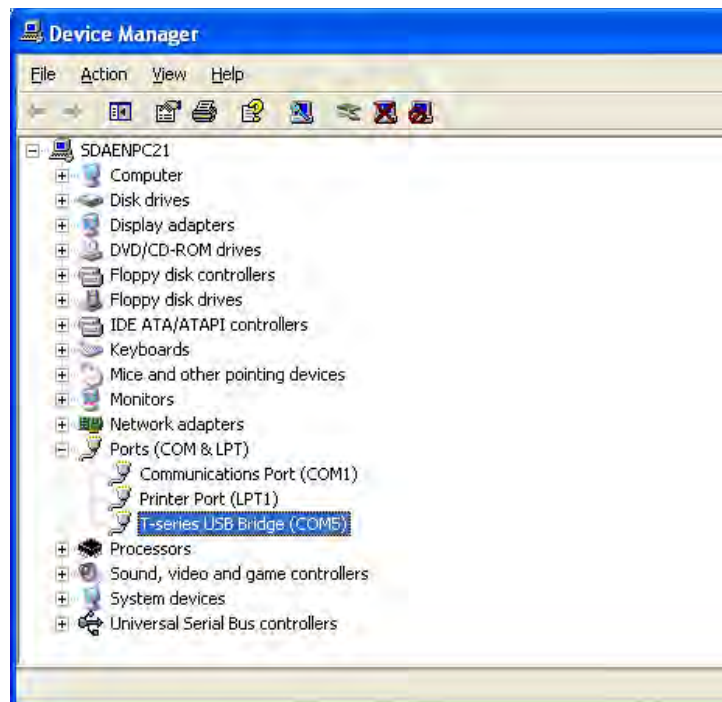 Device Manager
File Action View Help
SDAENPC21
Computer
Disk drives
Display adapters
DVD/CD-ROM drives
Floppy disk controllers
Floppy disk drives
IDE ATA/ATAPI controllers
Keyboards
Mice and other pointing devices
Monitors
Network adapters
Ports (COM & LPT)
Communications Port (COM1)
Printer Port (LPT1)
T-series USB Bridge (COM5)
Processors
Sound, video and game controllers
System devices
Universal Serial Bus controllers